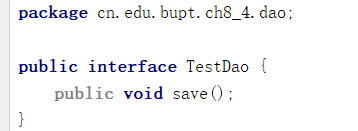 package cn.edu.bupt.ch8_4.dao;
public interface TestDao {
public void save();
}